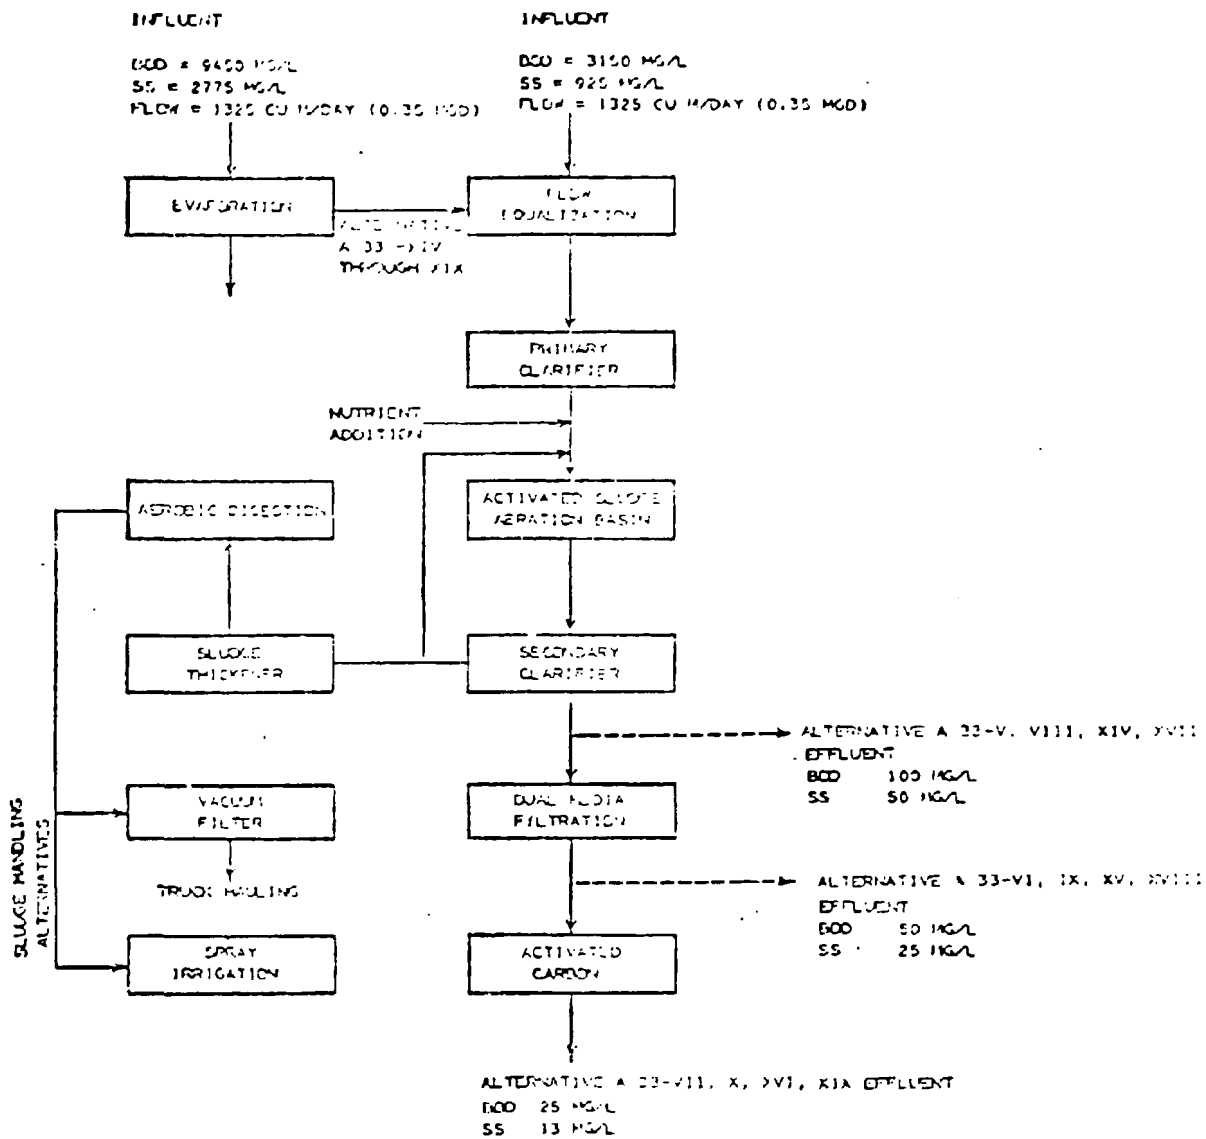 INFLUENT
BOD = 9450 MG/L
SS = 2775 MG/L
FLOW = 1325 CU M/DAY (0.35 MGD)
INFLUENT
BOD = 3150 MG/L
SS = 925 MG/L
FLOW = 1325 CU M/DAY (0.35 MGD)
EVAPORATION
FLOW
EQUALIZATION
ALTERNATIVE
A 33-XIV
THROUGH XIX
PRIMARY
CLARIFIER
NUTRIENT
ADDITION
AEROBIC DIGESTION
ACTIVATED SLUDGE
AERATION BASIN
SLUDGE
THICKENER
SECONDARY
CLARIFIER
ALTERNATIVE A 33-V, VIII, XIV, XVII
EFFLUENT
BOD 100 MG/L
SS 50 MG/L
SLUDGE HANDLING
ALTERNATIVES
VACUUM
FILTER
DUAL MEDIA
FILTRATION
TRUCK HAULING
ALTERNATIVE A 33-VI, IX, XV, XVIII
EFFLUENT
BOD 50 MG/L
SS 25 MG/L
SPRAY
IRRIGATION
ACTIVATED
CARBON
ALTERNATIVE A 33-VII, X, XVI, XIX EFFLUENT
BOD 25 MG/L
SS 13 MG/L